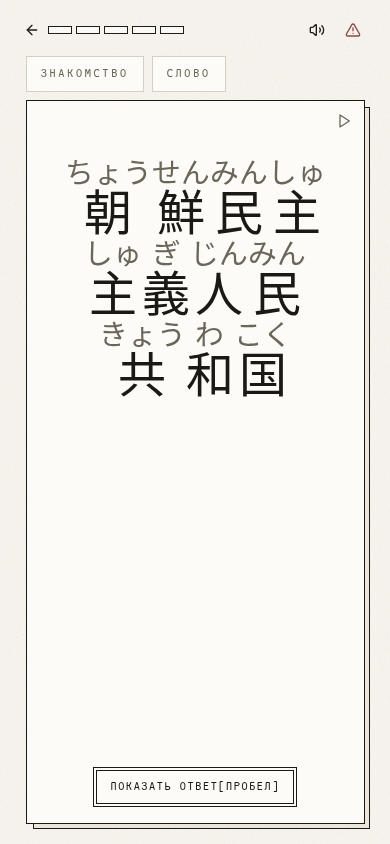 ЗНАКОМСТВО СЛОВО
ちょうせんみんしゅ
朝鮮民主
しゅぎじんみん
主義人民
きょうわこく
共和国
ПОКАЗАТЬ ОТВЕТ[ПРОБЕЛ]